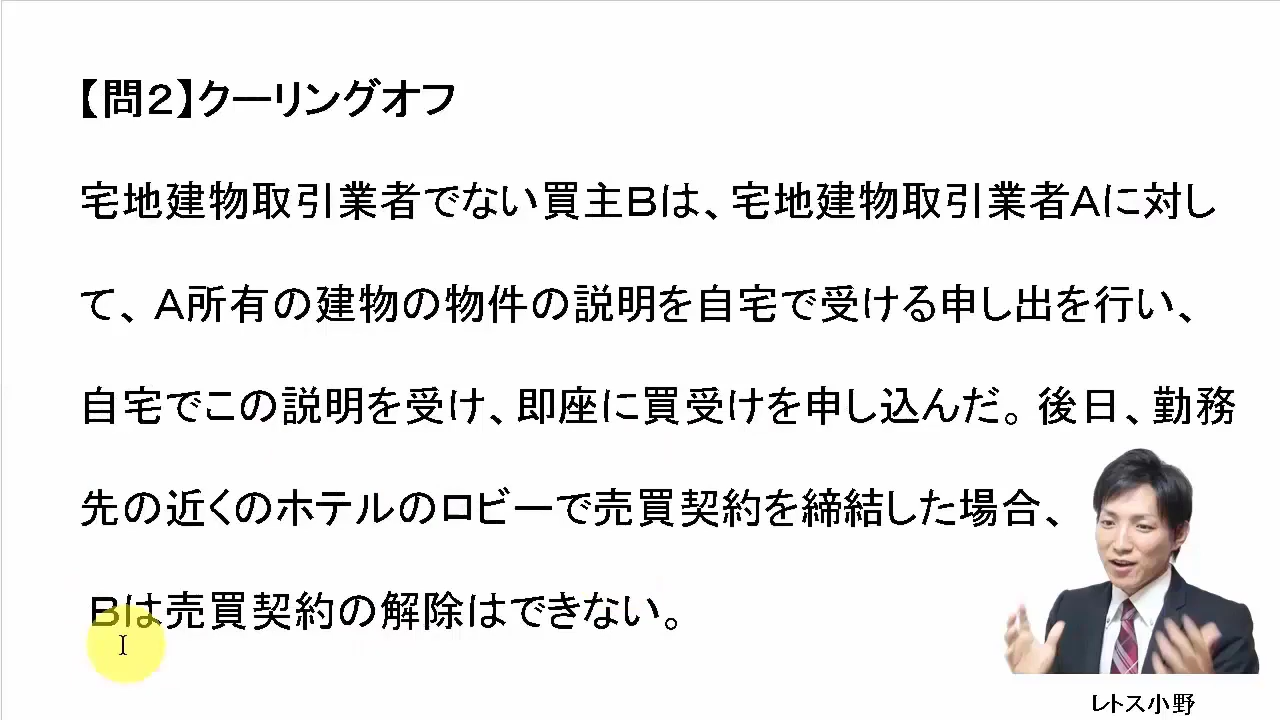 【問２】クーリングオフ
宅地建物取引業者でない買主Ｂは、宅地建物取引業者Ａに対し
て、Ａ所有の建物の物件の説明を自宅で受ける申し出を行い、
自宅でこの説明を受け、即座に買受けを申し込んだ。後日、勤務
先の近くのホテルのロビーで売買契約を締結した場合、
Ｂは売買契約の解除はできない。
レトス小野